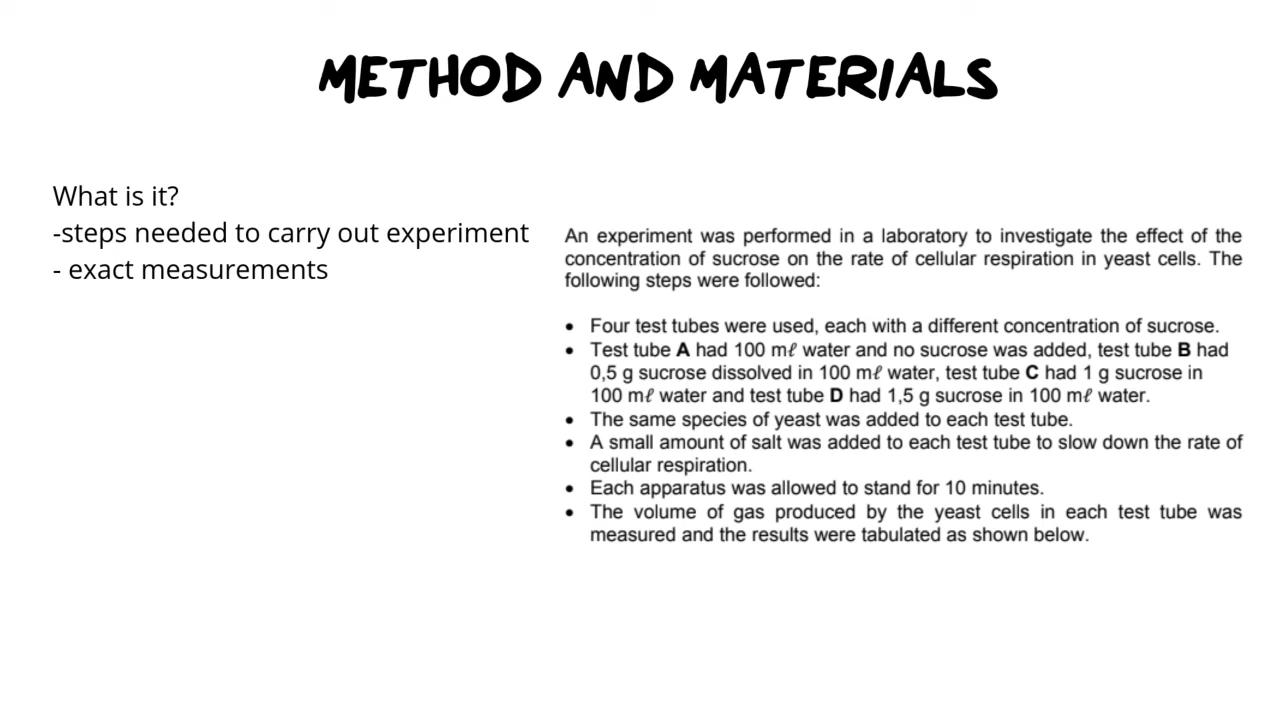 METHOD AND MATERIALS
What is it?
-steps needed to carry out experiment
- exact measurements
An experiment was performed in a laboratory to investigate the effect of the
concentration of sucrose on the rate of cellular respiration in yeast cells. The
following steps were followed:
• Four test tubes were used, each with a different concentration of sucrose.
• Test tube A had 100 mℓ water and no sucrose was added, test tube B had
0,5 g sucrose dissolved in 100 mℓ water, test tube C had 1 g sucrose in
100 mℓ water and test tube D had 1,5 g sucrose in 100 mℓ water.
• The same species of yeast was added to each test tube.
• A small amount of salt was added to each test tube to slow down the rate of
cellular respiration.
• Each apparatus was allowed to stand for 10 minutes.
• The volume of gas produced by the yeast cells in each test tube was
measured and the results were tabulated as shown below.